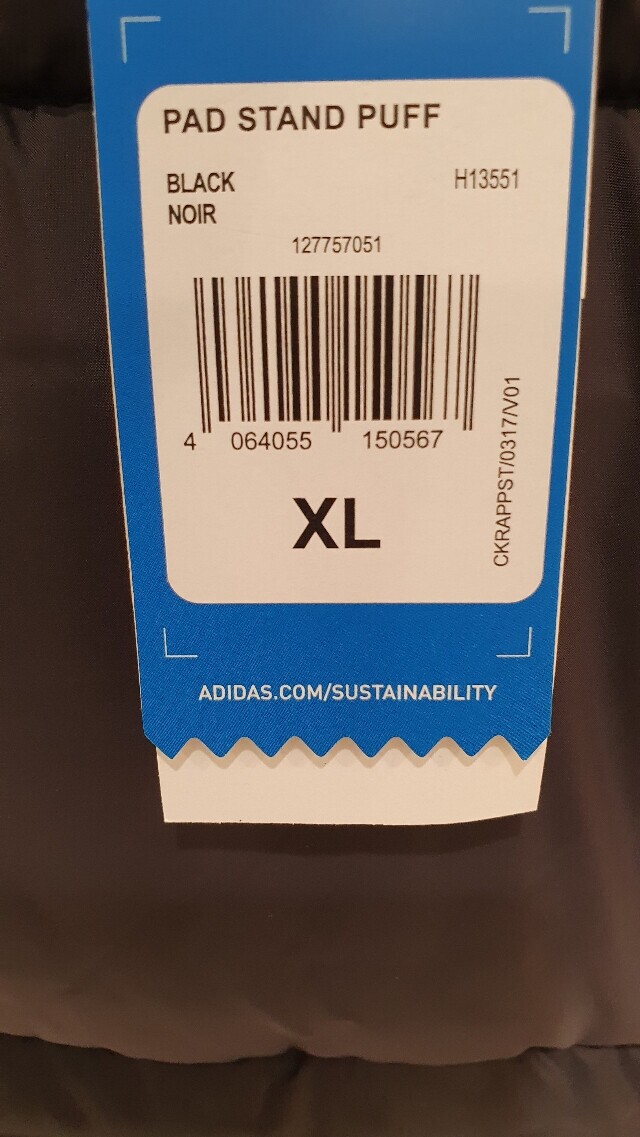 PAD STAND PUFF
BLACK H13551
NOIR
127757051
4 064055 150567
XL
CKRAPPST/0317/V01
ADIDAS.COM/SUSTAINABILITY